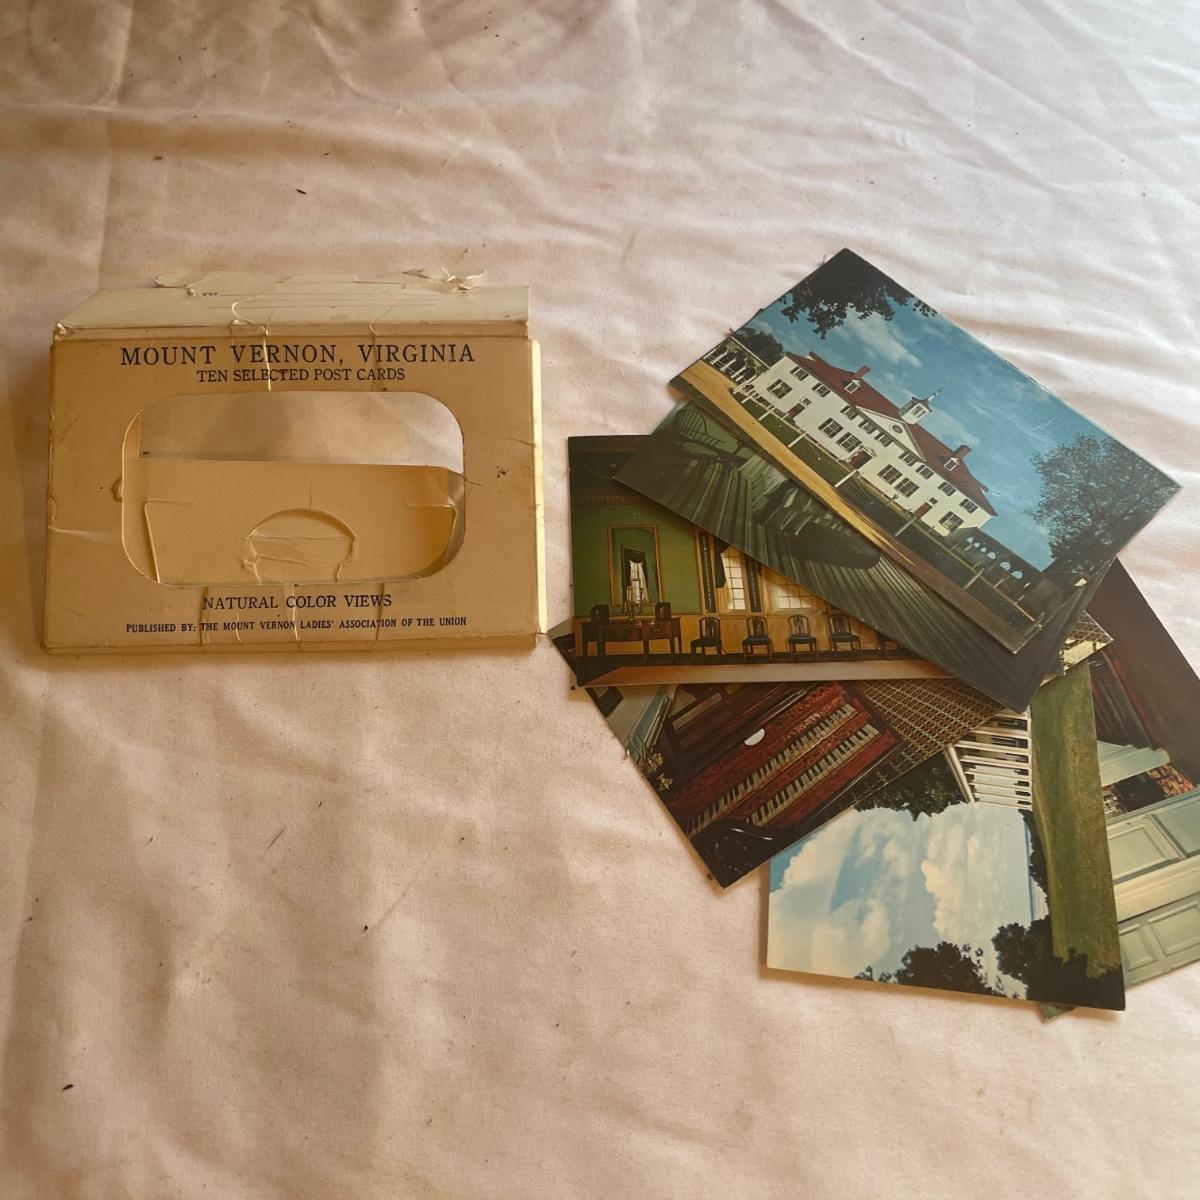 TO
MOUNT VERNON, VIRGINIA
TEN SELECTED POST CARDS
NATURAL COLOR VIEWS
PUBLISHED BY: THE MOUNT VERNON LADIES' ASSOCIATION OF THE UNION